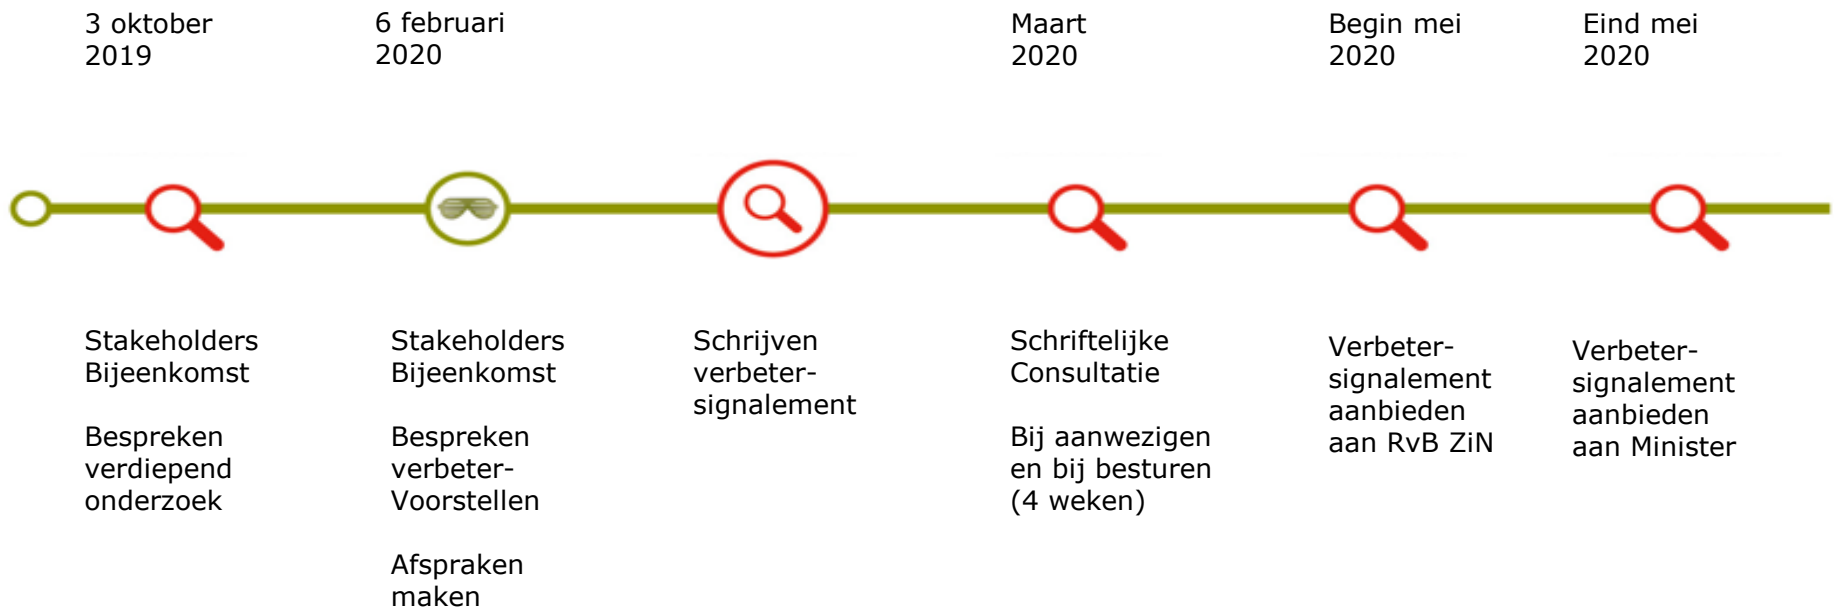 3 oktober
2019
6 februari
2020
Maart
2020
Begin mei
2020
Eind mei
2020
Stakeholders
Bijeenkomst
Bespreken
verdiepend
onderzoek
Stakeholders
Bijeenkomst
Bespreken
verbeter-
Voorstellen
Afspraken
maken
Schrijven
verbeter-
signalement
Schriftelijke
Consultatie
Bij aanwezigen
en bij besturen
(4 weken)
Verbeter-
signalement
aanbieden
aan RvB ZiN
Verbeter-
signalement
aanbieden
aan Minister